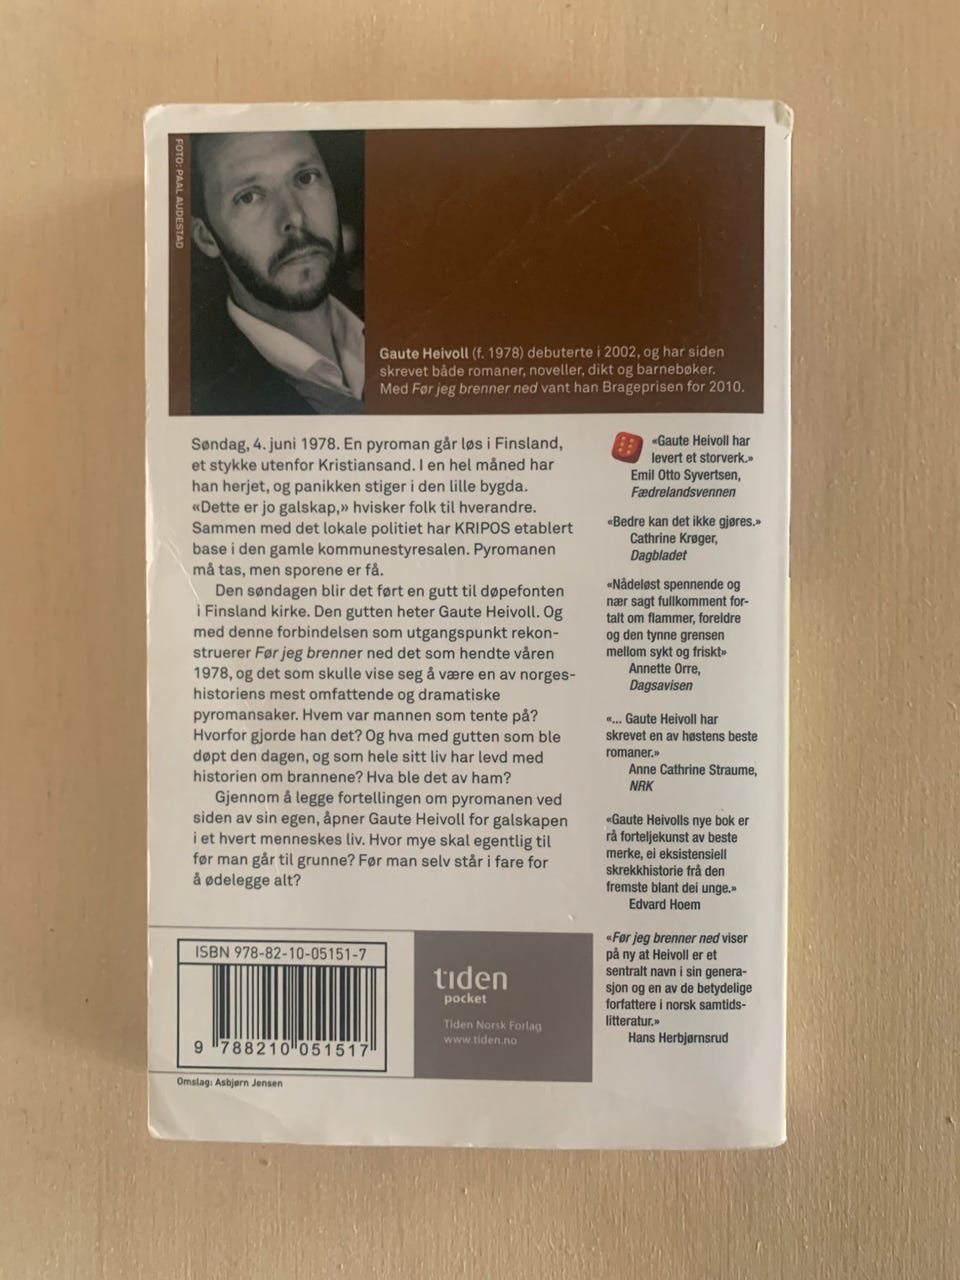 FOTO: PAAL AUDESTAD
Gaute Heivoll (f. 1978) debuterte i 2002, og har siden
skrevet både romaner, noveller, dikt og barnebøker.
Med Før jeg brenner ned vant han Brageprisen for 2010.
Søndag, 4. juni 1978. En pyroman går løs i Finsland,
et stykke utenfor Kristiansand. I en hel måned har
han herjet, og panikken stiger i den lille bygda.
«Dette er jo galskap,» hvisker folk til hverandre.
Sammen med det lokale politiet har KRIPOS etablert
base i den gamle kommunestyresalen. Pyromanen
må tas, men sporene er få.
Den søndagen blir det ført en gutt til døpefonten
i Finsland kirke. Den gutten heter Gaute Heivoll. Og
med denne forbindelsen som utgangspunkt rekon-
struerer Før jeg brenner ned det som hendte våren
1978, og det som skulle vise seg å være en av norges-
historiens mest omfattende og dramatiske
pyromansaker. Hvem var mannen som tente på?
Hvorfor gjorde han det? Og hva med gutten som ble
døpt den dagen, og som hele sitt liv har levd med
historien om brannene? Hva ble det av ham?
Gjennom å legge fortellingen om pyromanen ved
siden av sin egen, åpner Gaute Heivoll for galskapen
i et hvert menneskes liv. Hvor mye skal egentlig til
før man går til grunne? Før man selv står i fare for
å ødelegge alt?
«Gaute Heivoll har
levert et storverk.»
Emil Otto Syvertsen,
Fædrelandsvennen
«Bedre kan det ikke gjøres.»
Cathrine Krøger,
Dagbladet
«Nådeløst spennende og
nær sagt fullkomment for-
talt om flammer, foreldre
og den tynne grensen
mellom sykt og friskt»
Annette Orre,
Dagsavisen
«... Gaute Heivoll har
skrevet en av høstens beste
romaner.»
Anne Cathrine Straume,
NRK
«Gaute Heivolls nye bok er
rå forteljekunst av beste
merke, ei eksistensiell
skrekkhistorie frå den
fremste blant dei unge.»
Edvard Hoem
«Før jeg brenner ned viser
på ny at Heivoll er et
sentralt navn i sin genera-
sjon og en av de betydelige
forfattere i norsk samtids-
litteratur.»
Hans Herbjørnsrud
ISBN 978-82-10-05151-7
9 788210 051517
tiden
pocket
Tiden Norsk Forlag
www.tiden.no
Omslag: Asbjørn Jensen